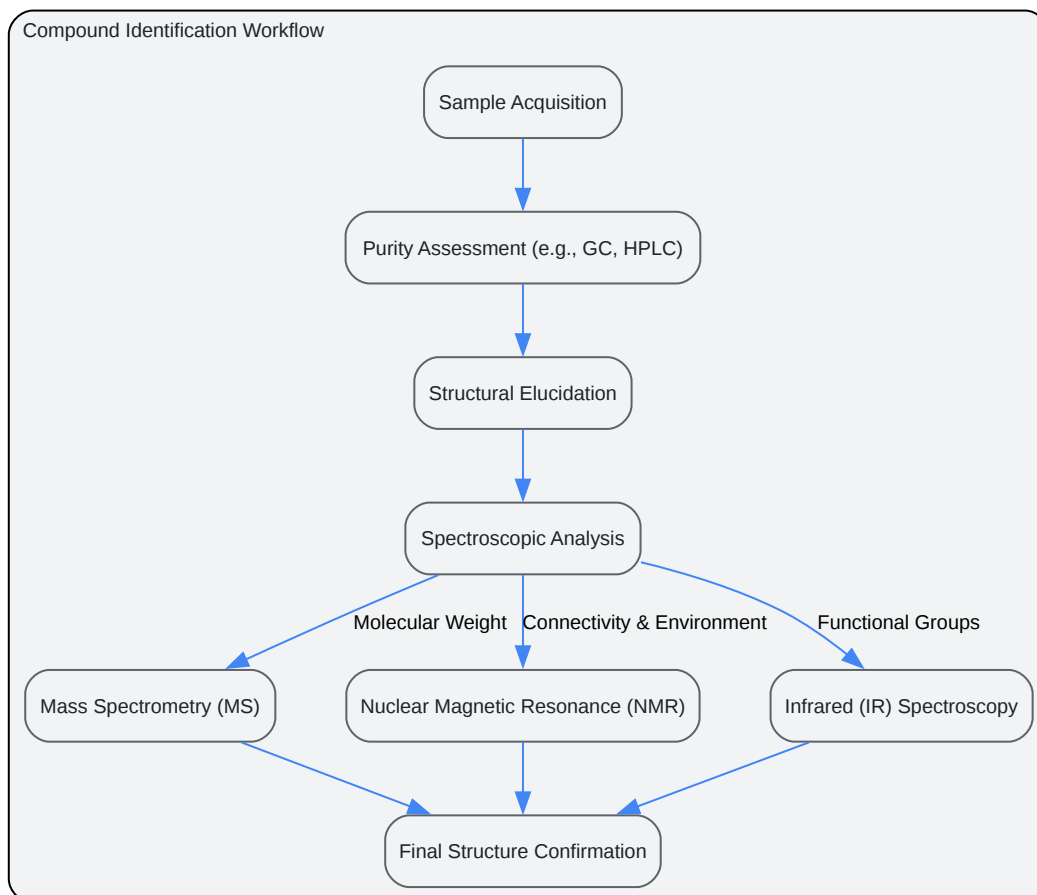 Compound Identification Workflow
Sample Acquisition
Purity Assessment (e.g., GC, HPLC)
Structural Elucidation
Spectroscopic Analysis
Molecular Weight
Connectivity & Environment
Functional Groups
Mass Spectrometry (MS)
Nuclear Magnetic Resonance (NMR)
Infrared (IR) Spectroscopy
Final Structure Confirmation